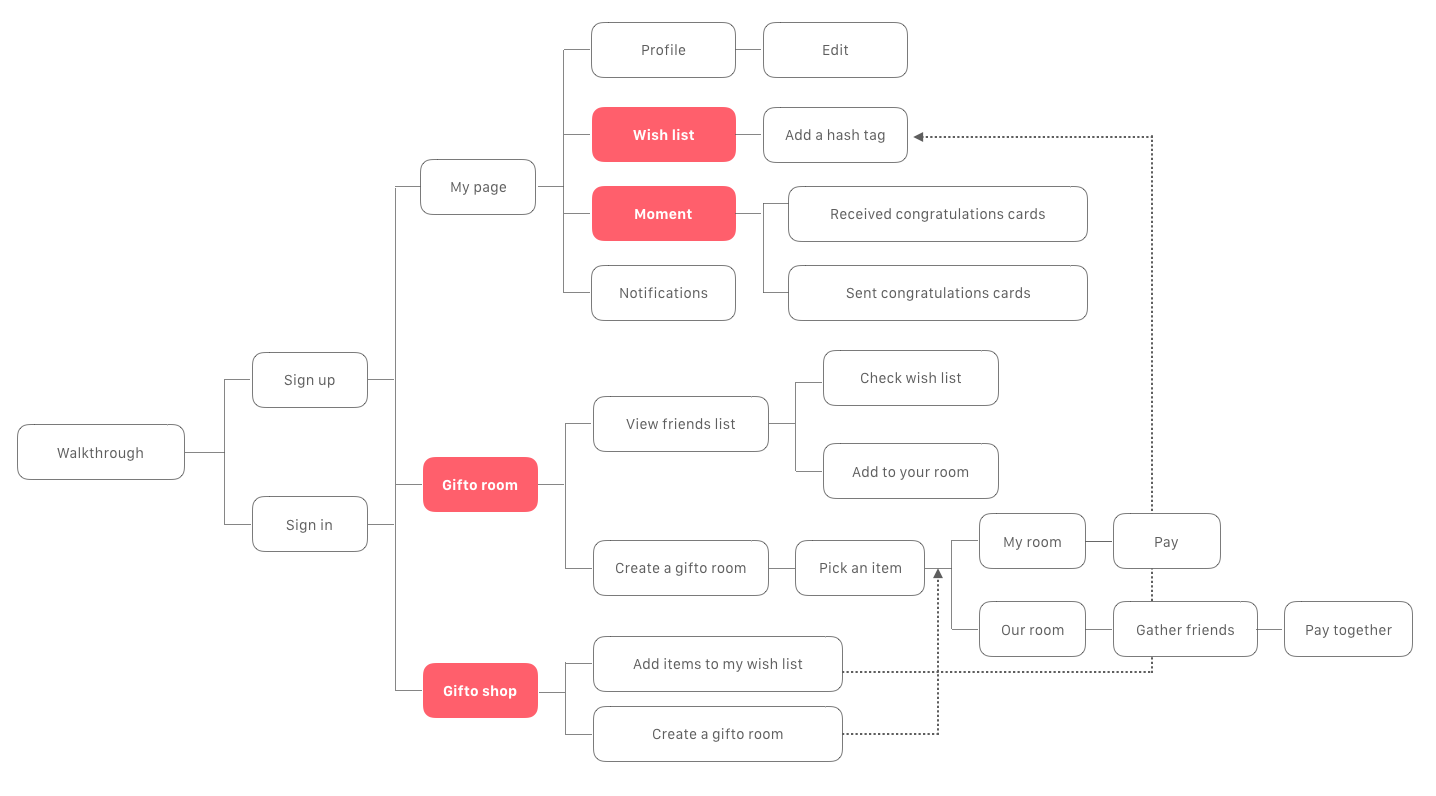 Profile
Edit
Wish list
Add a hash tag
My page
Moment
Received congratulations cards
Notifications
Sent congratulations cards
Sign up
Check wish list
View friends list
Walkthrough
Add to your room
Gifto room
Sign in
My room
Pay
Create a gifto room
Pick an item
Our room
Gather friends
Pay together
Add items to my wish list
Gifto shop
Create a gifto room